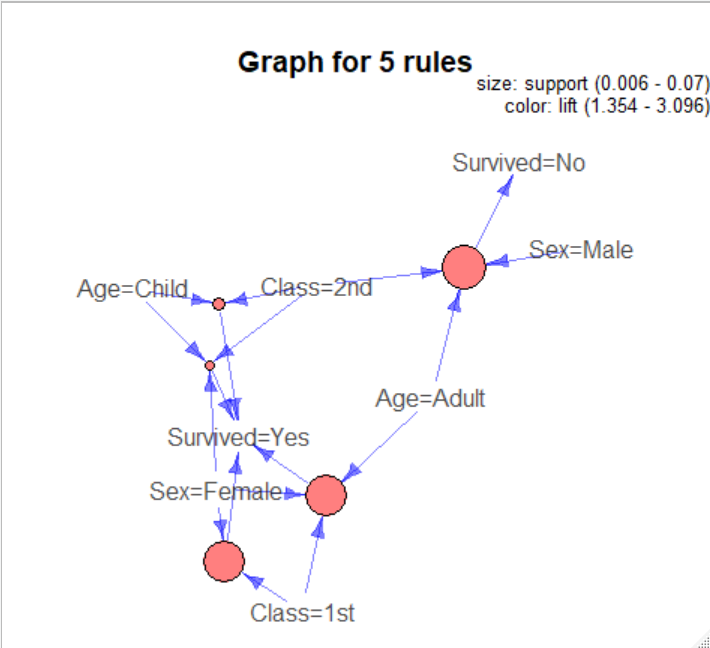 Graph for 5 rules
size: support (0.006 - 0.07)
color: lift (1.354 - 3.096)
Survived=No
Sex=Male
Age=Child
Class=2nd
Age=Adult
Survived=Yes
Sex=Female
Class=1st